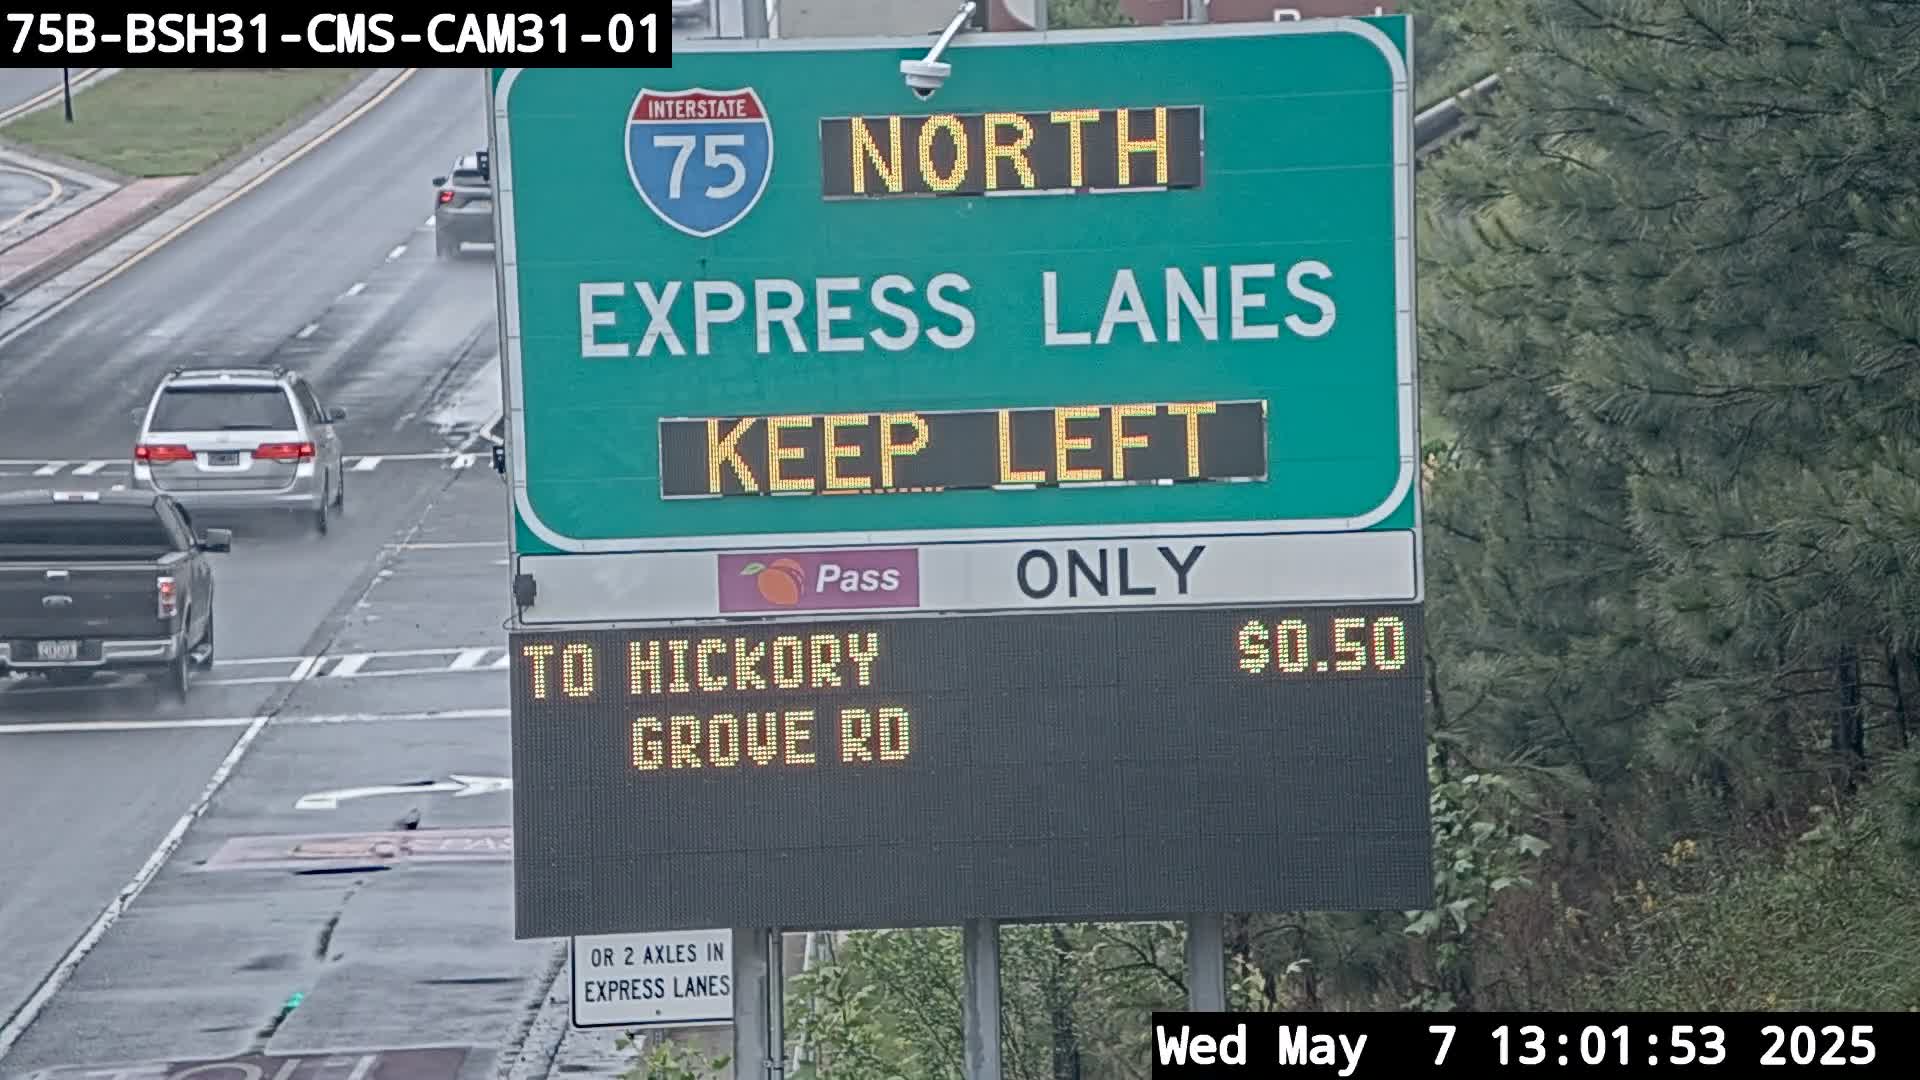 75B-BSH31-CMS-CAM31-01
INTERSTATE
75
NORTH
EXPRESS LANES
KEEP LEFT
Pass ONLY
TO HICKORY $0.50
GROVE RD
OR 2 AXLES IN
EXPRESS LANES
Wed May 7 13:01:53 2025